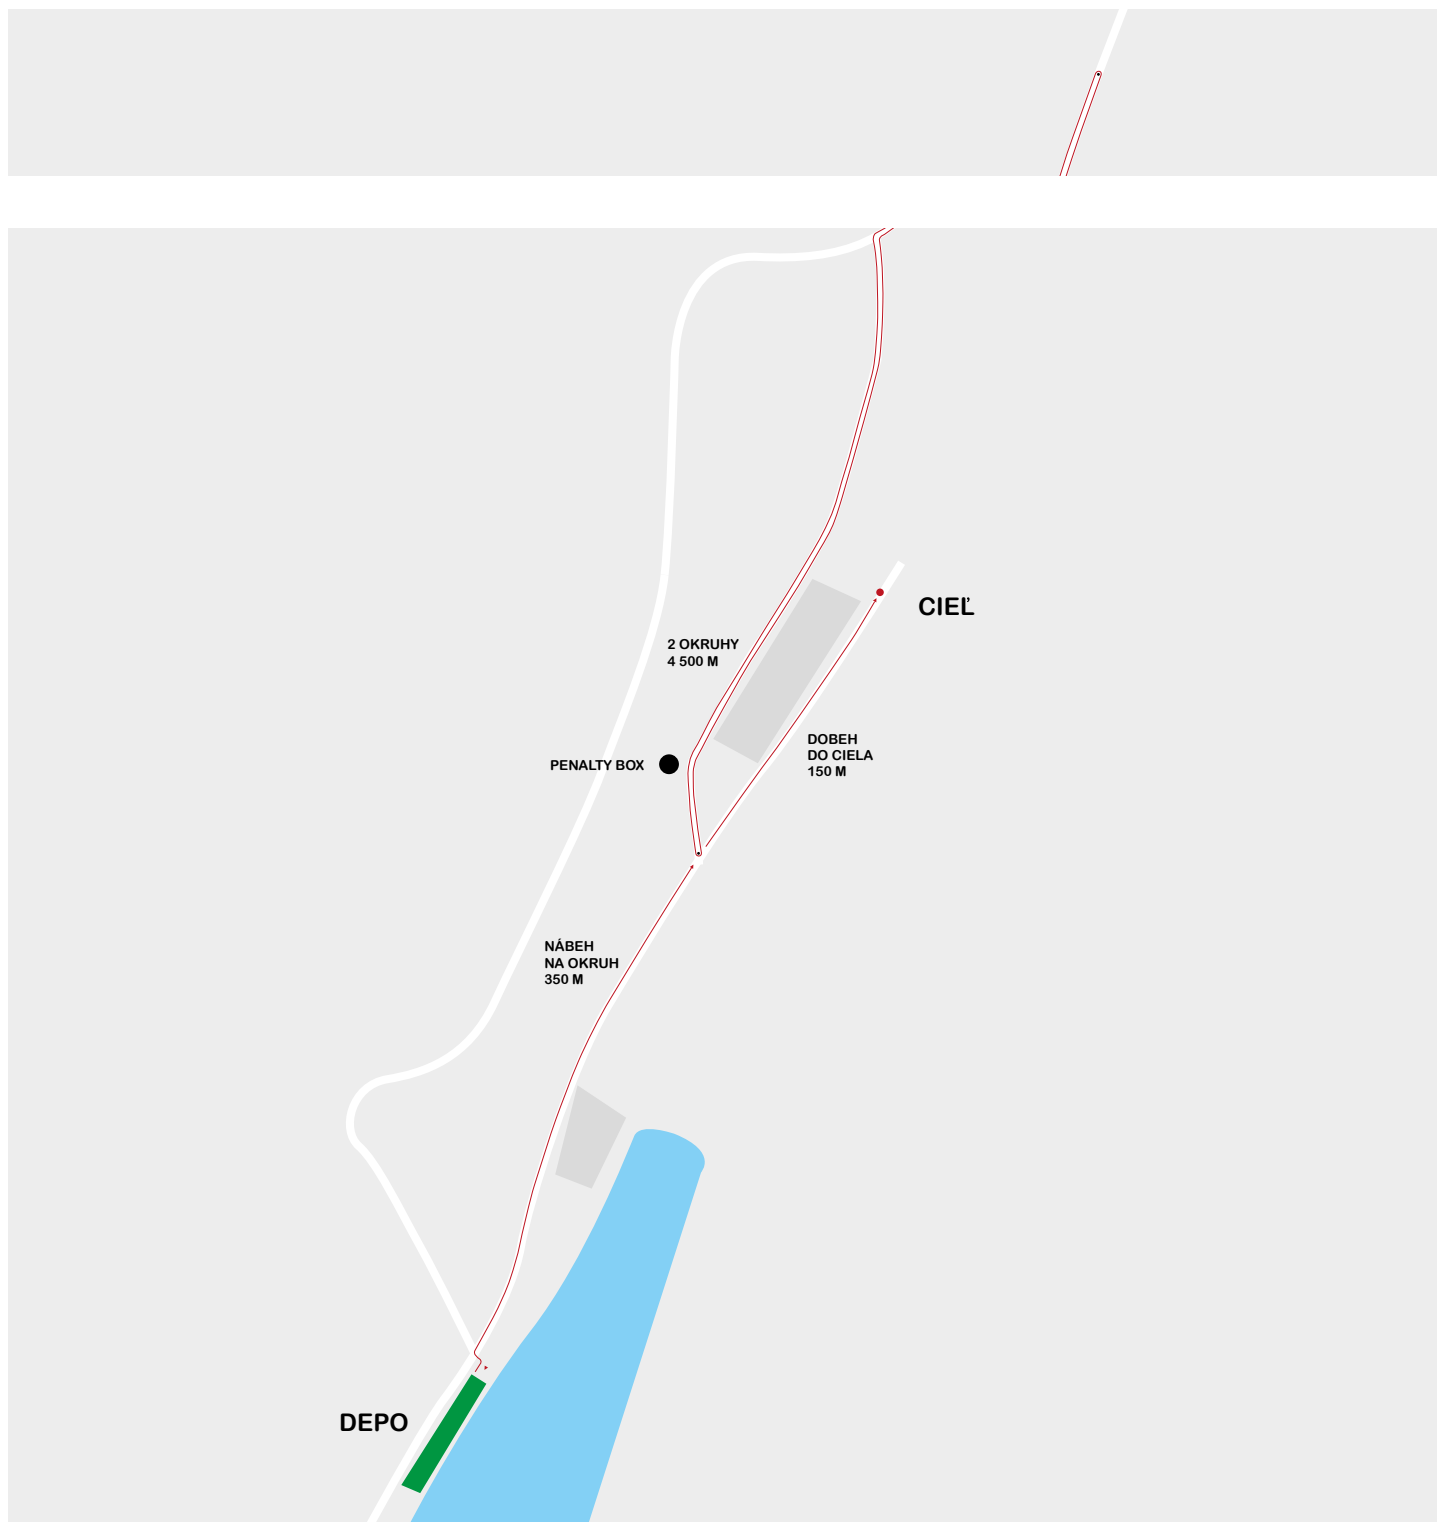 CIEĽ
2 OKRUHY
4 500 M
DOBEH
DO CIELA
150 M
PENALTY BOX
NÁBEH
NA OKRUH
350 M
DEPO